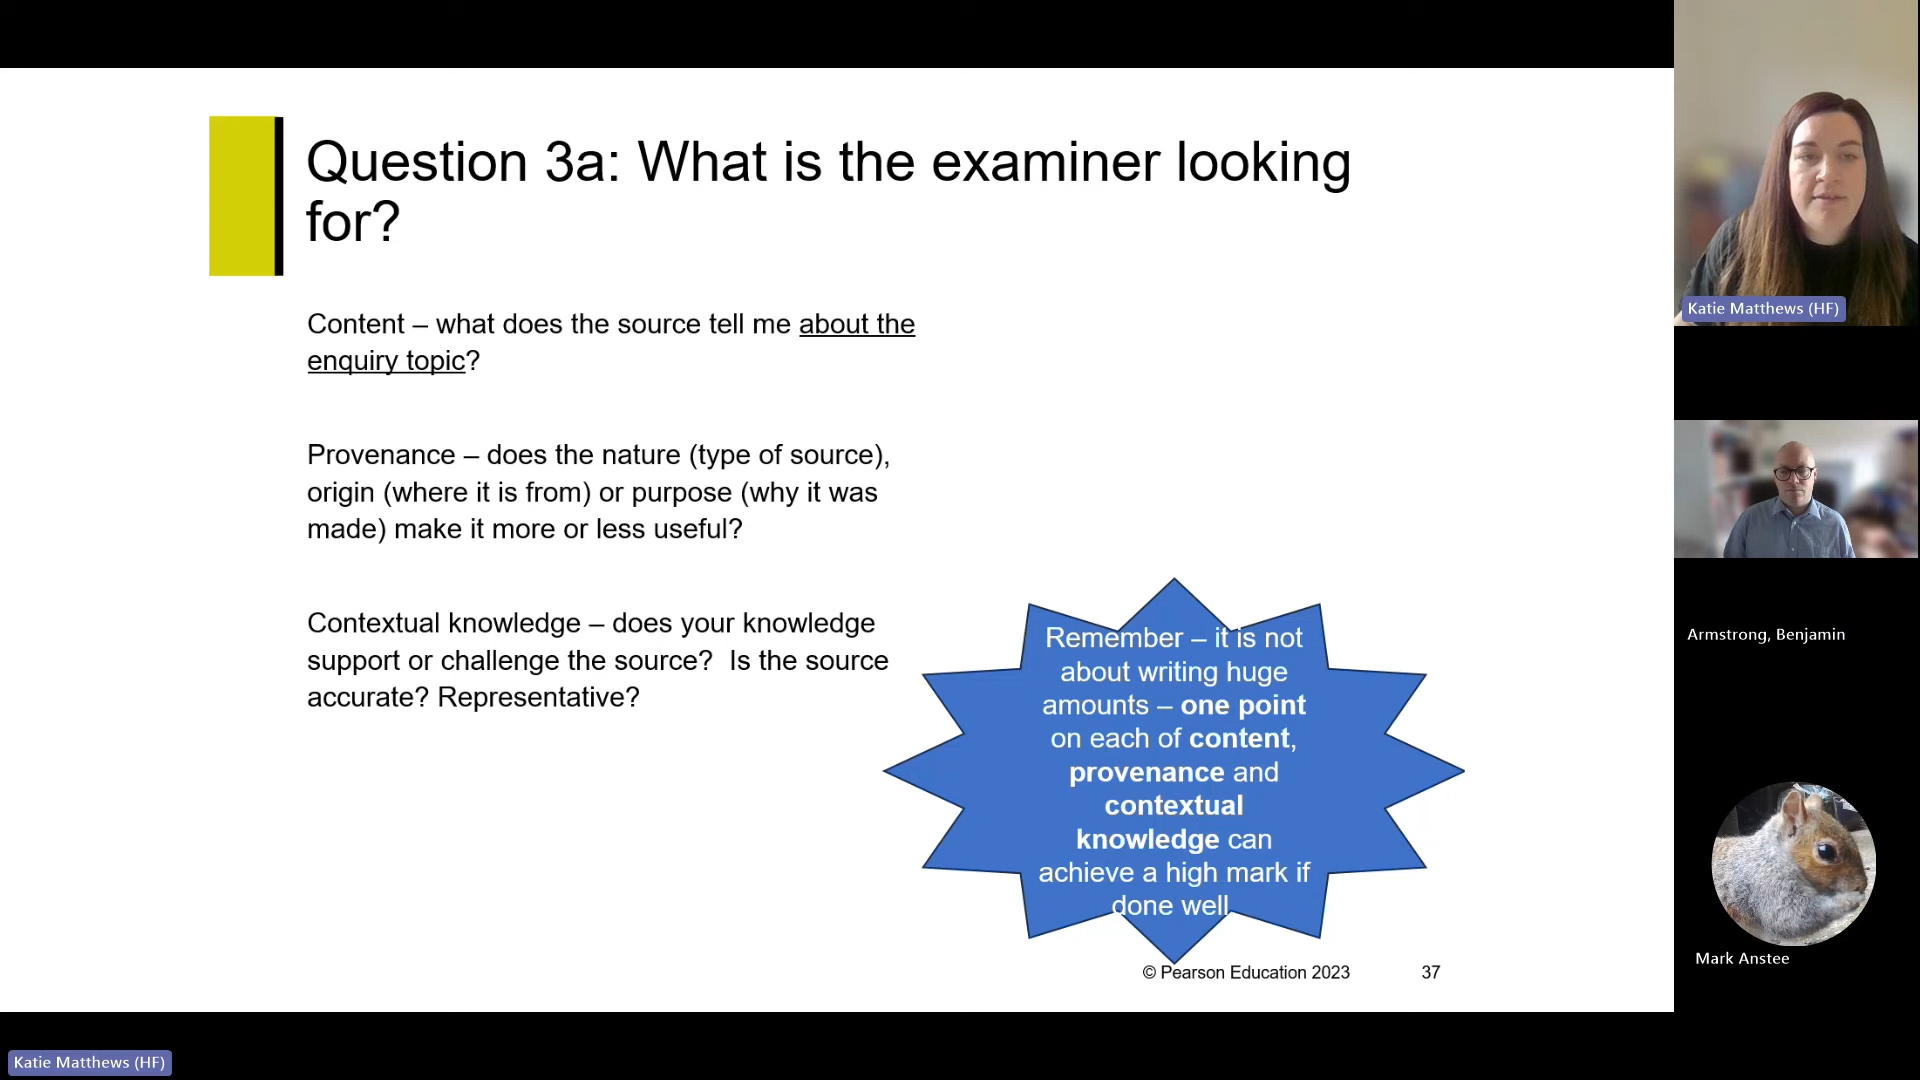 Question 3a: What is the examiner looking
for?
Content – what does the source tell me about the
enquiry topic?
Provenance – does the nature (type of source),
origin (where it is from) or purpose (why it was
made) make it more or less useful?
Contextual knowledge – does your knowledge
support or challenge the source?  Is the source
accurate? Representative?
Remember – it is not
about writing huge
amounts – one point
on each of content,
provenance and
contextual
knowledge can
achieve a high mark if
done well
© Pearson Education 2023
37
Katie Matthews (HF)
Armstrong, Benjamin
Mark Anstee
Katie Matthews (HF)